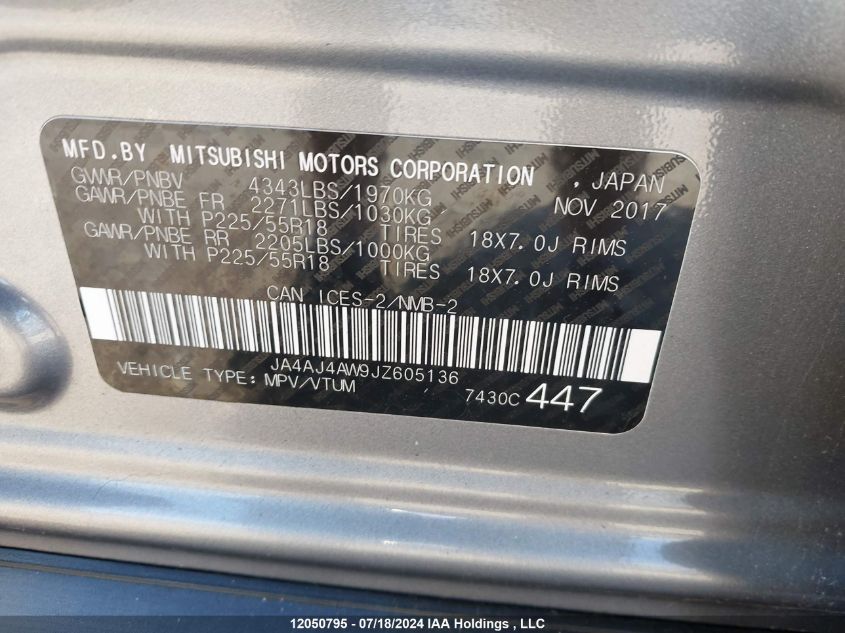 MFD.BY MITSUBISHI MOTORS CORPORATION , JAPAN
GVWR/PNBV 4343LBS/1970KG NOV 2017
GAWR/PNBE FR 2271LBS/1030KG
WITH P225/55R18 TIRES 18X7.0J RIMS
GAWR/PNBE RR 2205LBS/1000KG
WITH P225/55R18 TIRES 18X7.0J RIMS
CAN ICES-2/NMB-2
JA4AJ4AW9JZ605136
VEHICLE TYPE: MPV/VTUM 7430C 447
12050795 - 07/18/2024 IAA Holdings , LLC